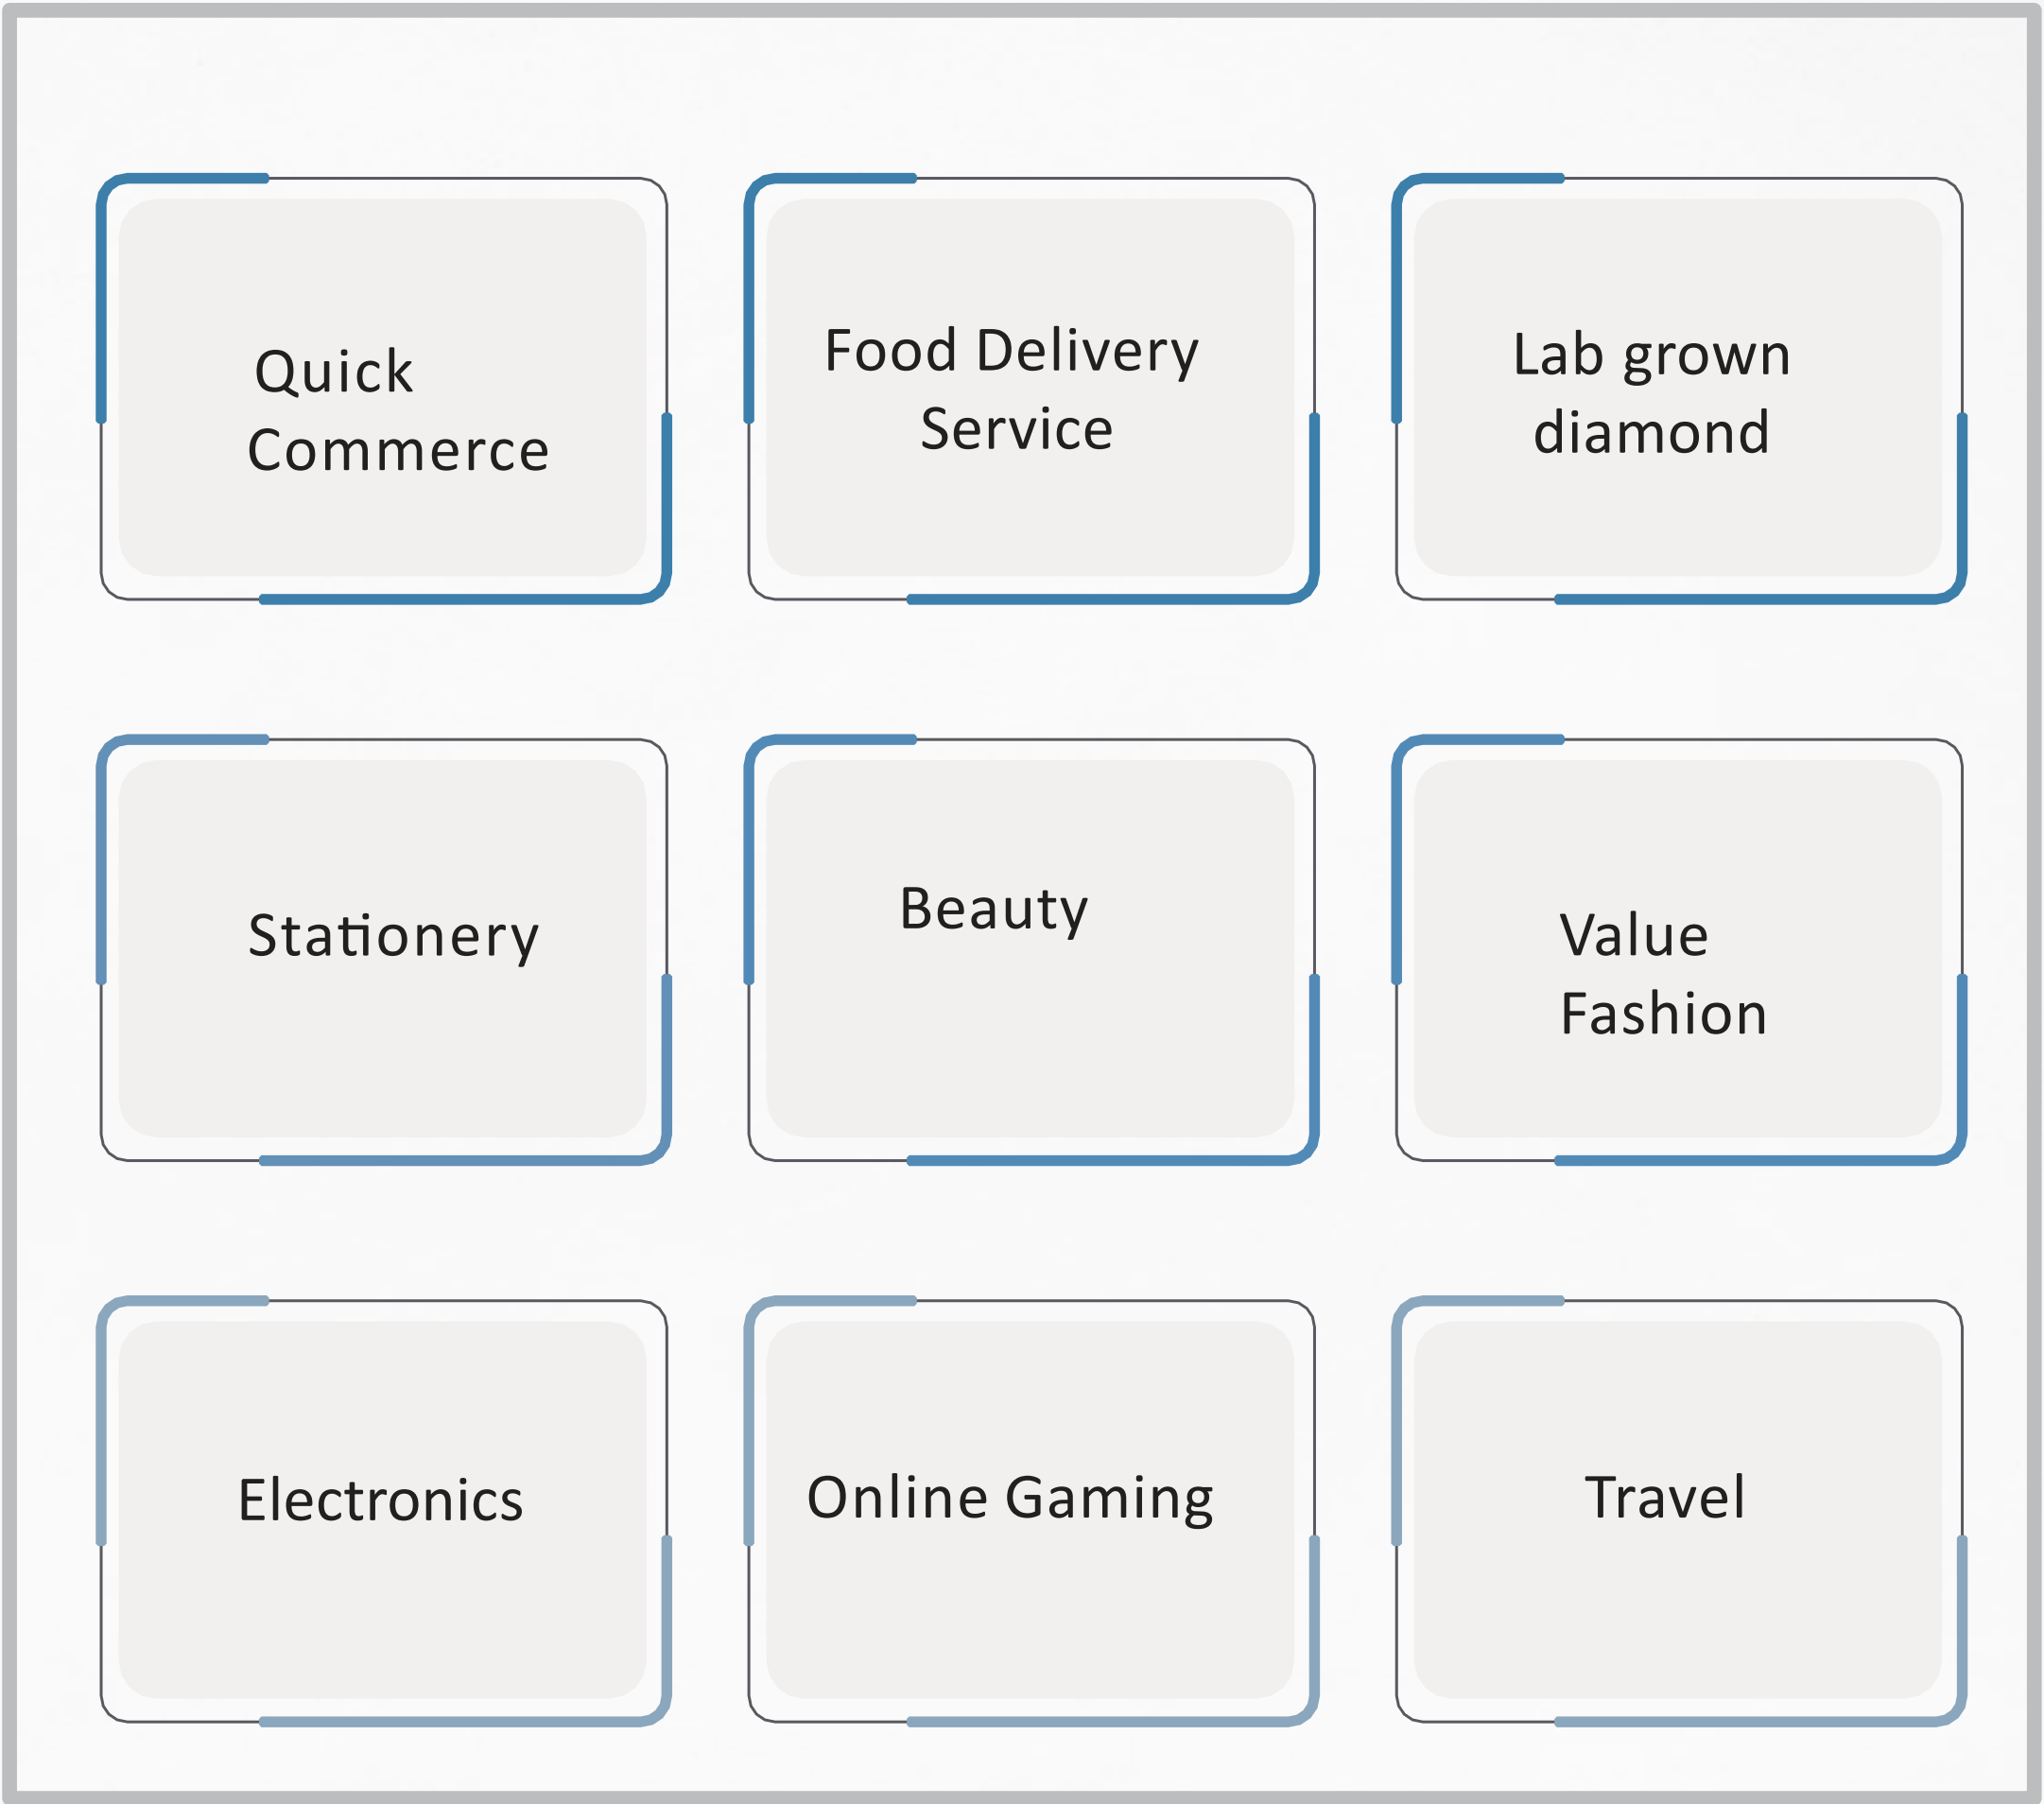 Quick
Commerce
Food Delivery
Service
Lab grown
diamond
Stationery
Beauty
Value
Fashion
Electronics
Online Gaming
Travel